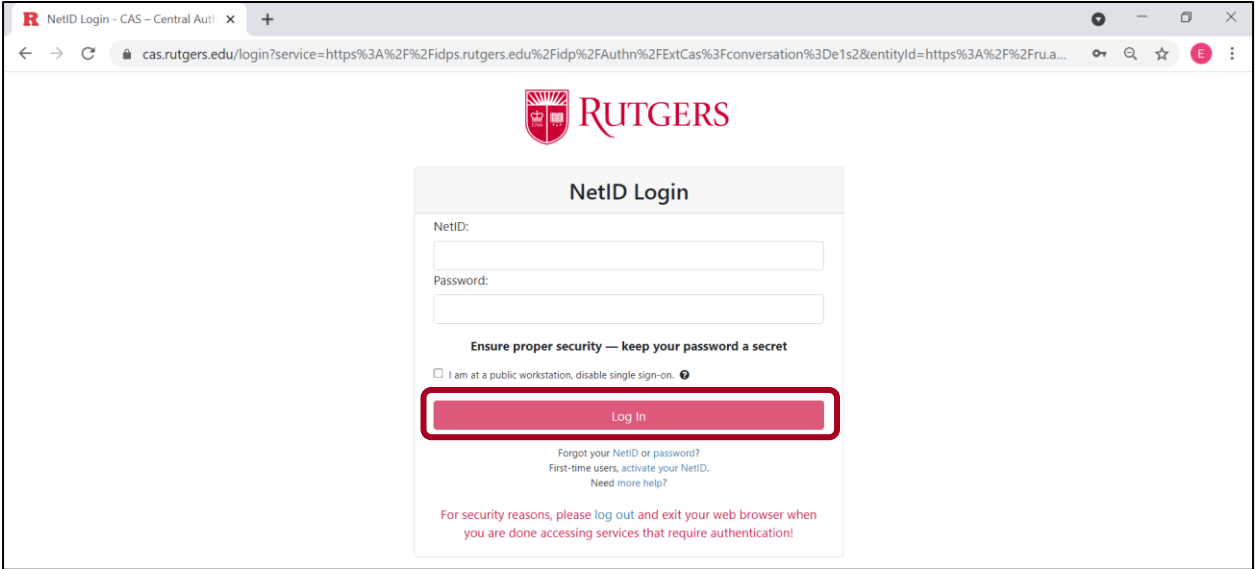 NetID Login - CAS – Central Auth
cas.rutgers.edu/login?service=https%3A%2F%2Fidps.rutgers.edu%2Fidp%2FAuthn%2FExtCas%3Fconversation%3De1s2&entityId=https%3A%2F%2Fru.a...
E
RUTGERS
NetID Login
NetID:
Password:
Ensure proper security — keep your password a secret
I am at a public workstation, disable single sign-on.
Log In
Forgot your NetID or password?
First-time users, activate your NetID.
Need more help?
For security reasons, please log out and exit your web browser when
you are done accessing services that require authentication!